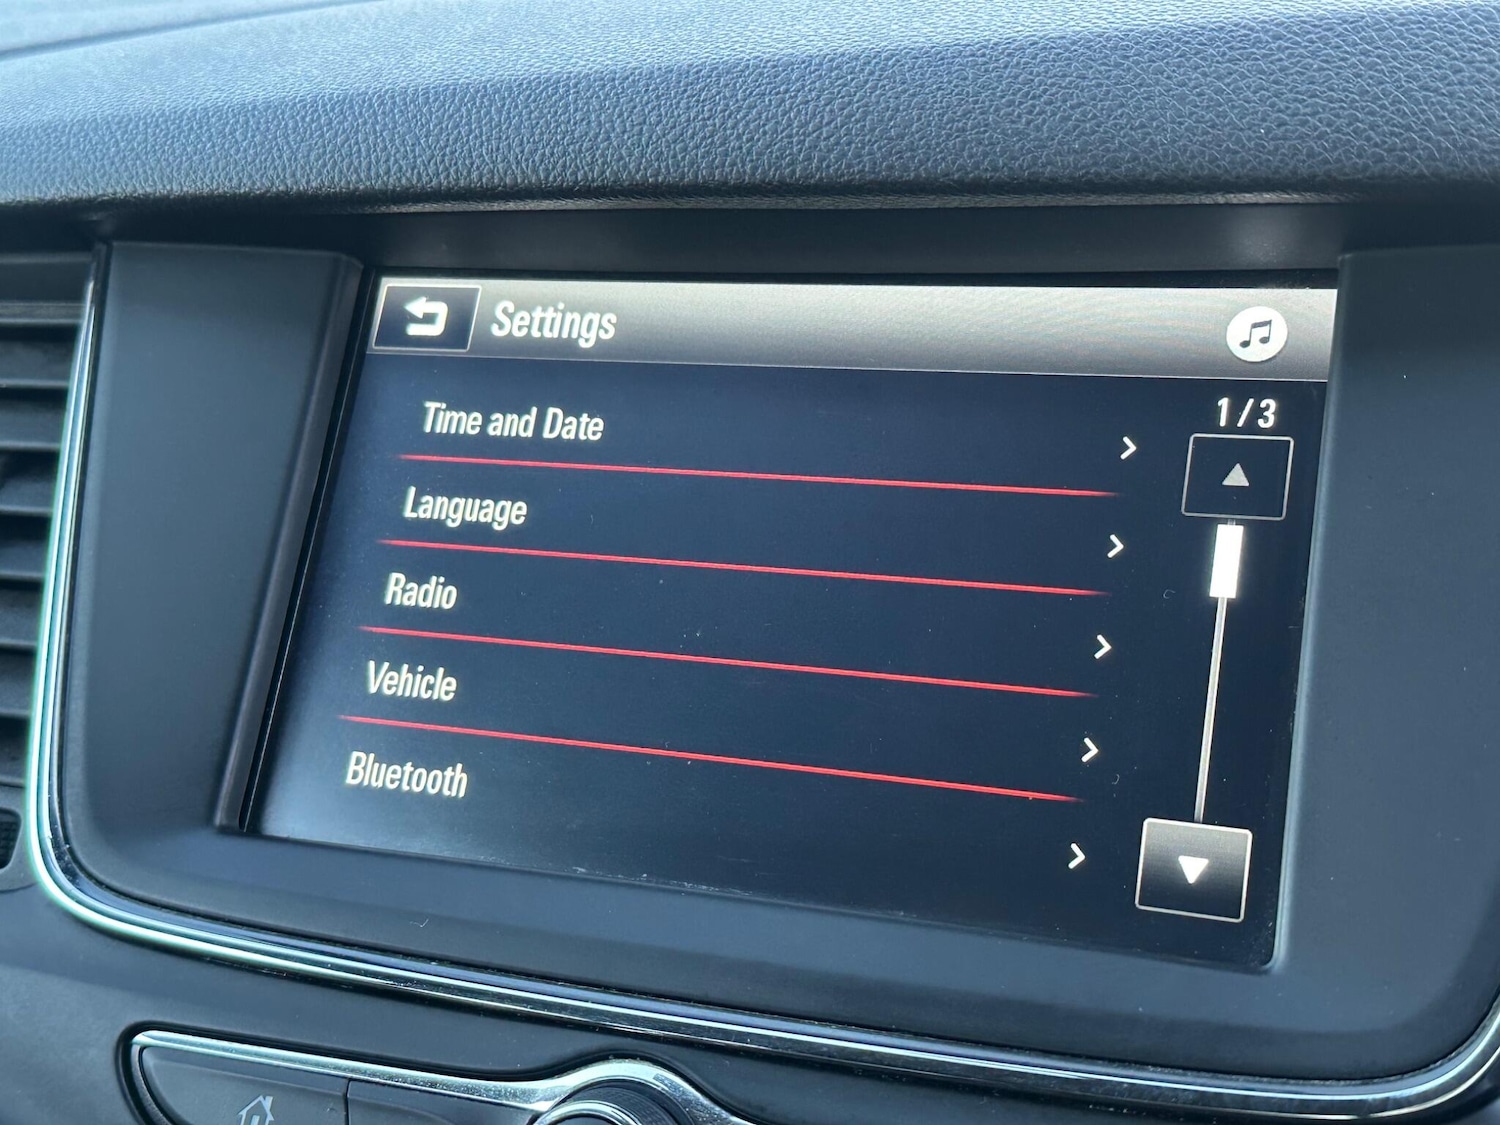 Settings
1/3
Time and Date
Language
Radio
Vehicle
Bluetooth